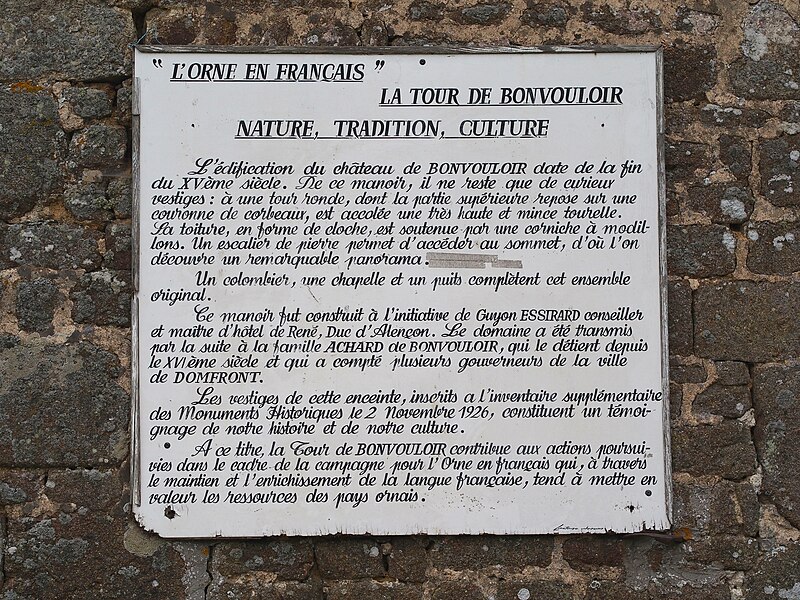 " L'ORNE EN FRANÇAIS "
LA TOUR DE BONVOULOIR
NATURE, TRADITION, CULTURE
L'édification du château de BONVOULOIR date de la fin
du XVème siècle. De ce manoir, il ne reste que de curieux
vestiges : à une tour ronde, dont la partie supérieure repose sur une
couronne de corbeaux, est accolée une très haute et mince tourelle.
Sa toiture, en forme de cloche, est soutenue par une corniche à modil-
lons. Un escalier de pierre permet d'accéder au sommet, d'où l'on
découvre un remarquable panorama.
Un colombier, une chapelle et un puits complètent cet ensemble
original.
Ce manoir fut construit à l'initiative de Guyon ESSIRARD conseiller
et maître d'hôtel de René, Duc d'Alençon. Le domaine a été transmis
par la suite à la famille ACHARD de BONVOULOIR, qui le détient depuis
le XVIème siècle et qui a compté plusieurs gouverneurs de la ville
de DOMFRONT.
Les vestiges de cette enceinte, inscrits a l'inventaire supplémentaire
des Monuments Historiques le 2 Novembre 1926, constituent un témoi-
gnage de notre histoire et de notre culture.
A ce titre, la Tour de BONVOULOIR contribue aux actions poursui-
vies dans le cadre de la campagne pour l'Orne en français qui, à travers
le maintien et l'enrichissement de la langue française, tend à mettre en
valeur les ressources des pays ornais.